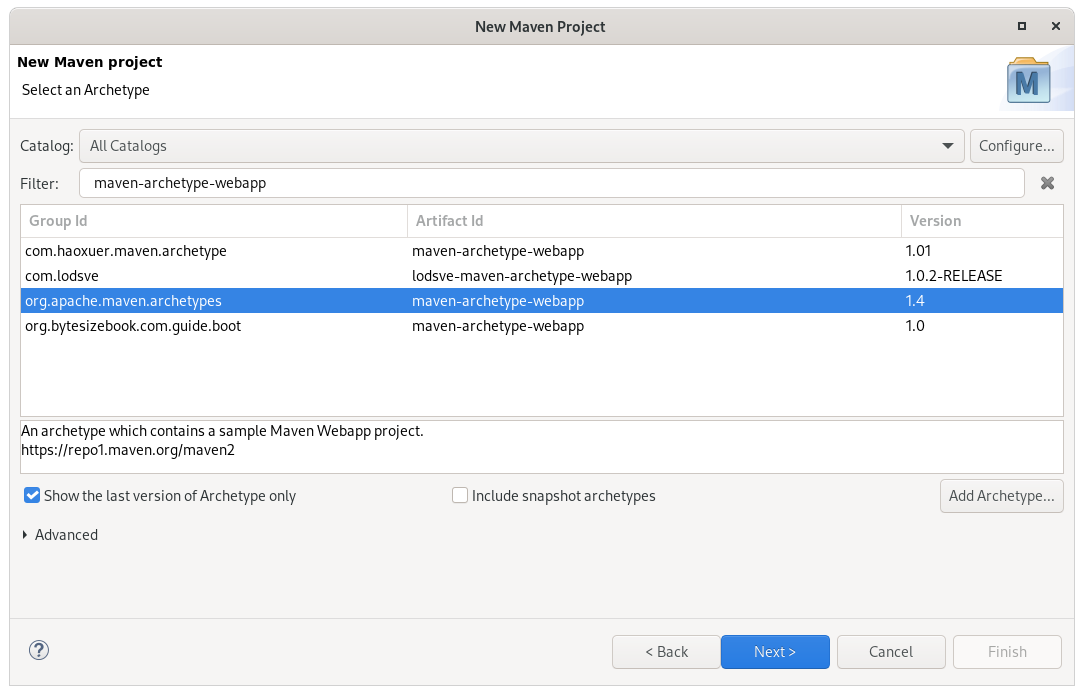 New Maven Project
New Maven project
Select an Archetype
M
Catalog: All Catalogs Configure...
Filter: maven-archetype-webapp
Group Id Artifact Id Version
com.haoxuer.maven.archetype maven-archetype-webapp 1.01
com.lodsve lodsve-maven-archetype-webapp 1.0.2-RELEASE
org.apache.maven.archetypes maven-archetype-webapp 1.4
org.bytesizebook.com.guide.boot maven-archetype-webapp 1.0
An archetype which contains a sample Maven Webapp project.
https://repo1.maven.org/maven2
Show the last version of Archetype only Include snapshot archetypes Add Archetype...
Advanced
? < Back Next > Cancel Finish